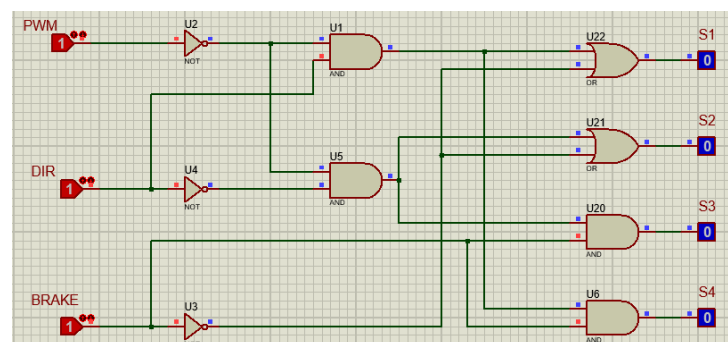 PWM
1
U2
NOT
U1
AND
U22
OR
S1
0
DIR
1
U4
NOT
U5
AND
U21
OR
S2
0
U20
AND
S3
0
BRAKE
1
U3
U6
AND
S4
0